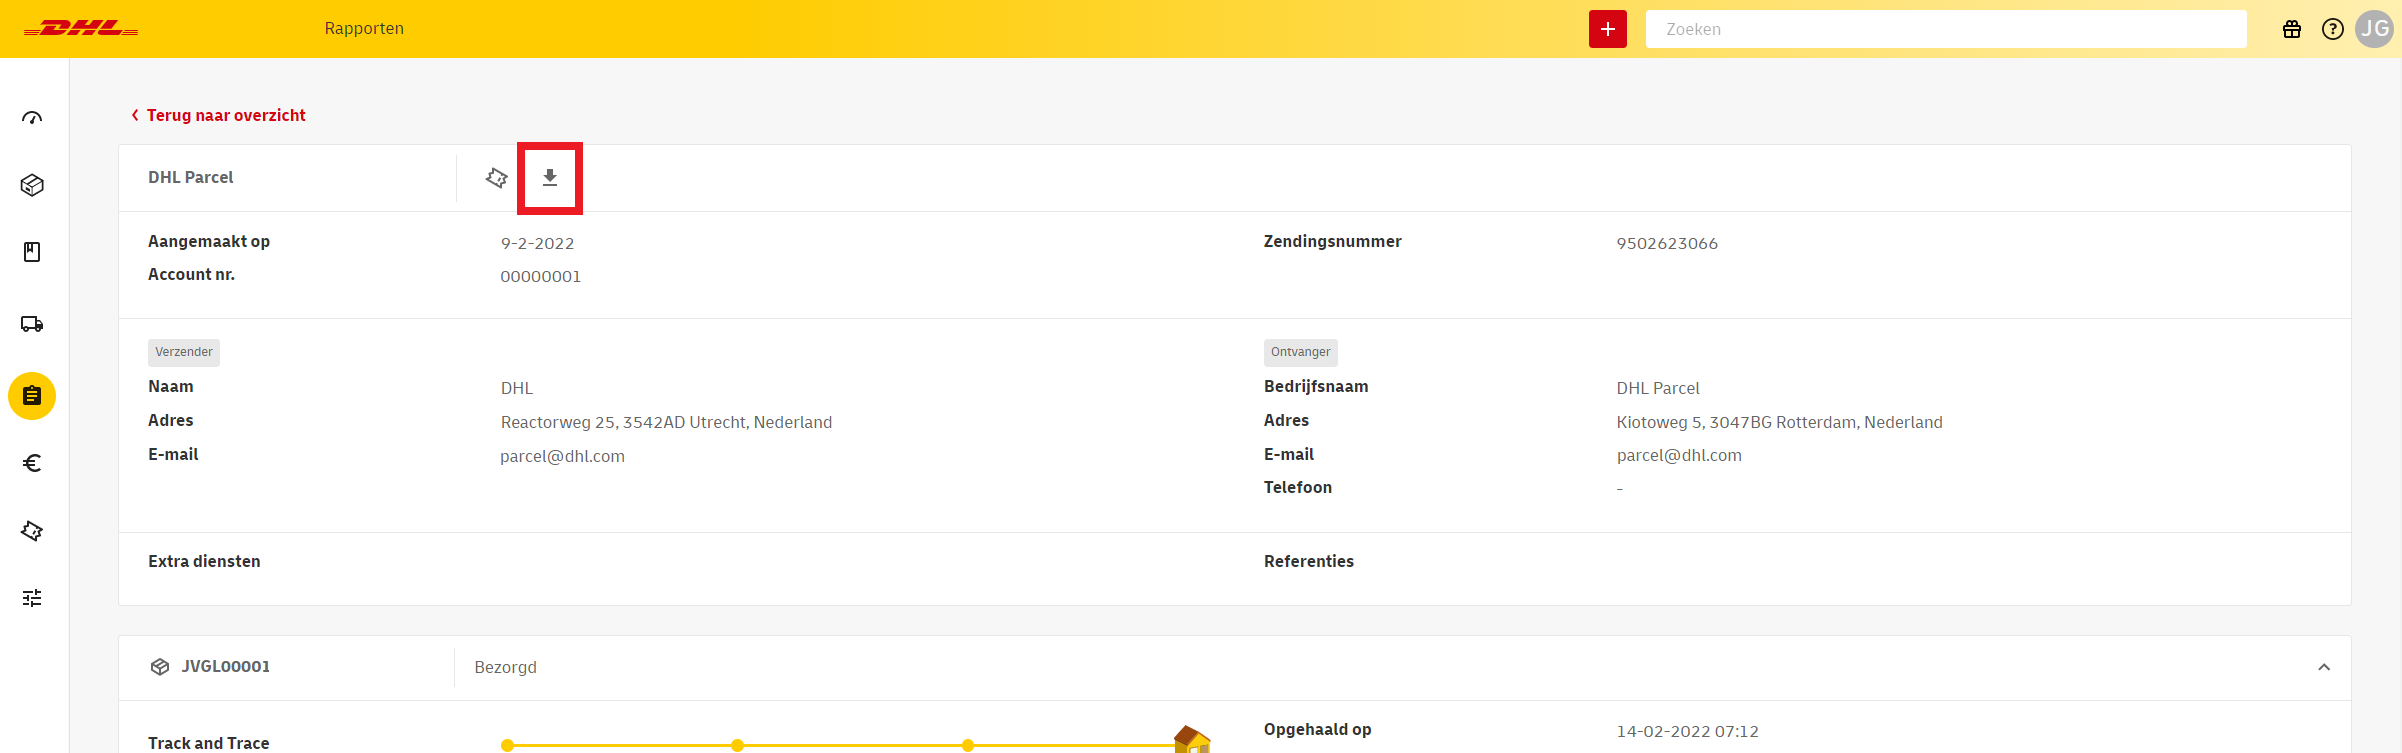 DHL Rapporten + Zoeken ? JG
Terug naar overzicht
DHL Parcel
Aangemaakt op 9-2-2022 Zendingsnummer 9502623066
Account nr. 00000001
Verzender Ontvanger
Naam DHL Bedrijfsnaam DHL Parcel
Adres Reactorweg 25, 3542AD Utrecht, Nederland Adres Kiotoweg 5, 3047BG Rotterdam, Nederland
E-mail parcel@dhl.com E-mail parcel@dhl.com
Telefoon -
Extra diensten Referenties
JVGL00001 Bezorgd
Track and Trace Opgehaald op 14-02-2022 07:12